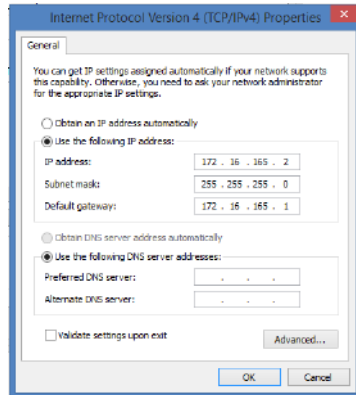 Internet Protocol Version 4 (TCP/IPv4) Properties
General
You can get IP settings assigned automatically if your network supports
this capability. Otherwise, you need to ask your network administrator
for the appropriate IP settings.
Obtain an IP address automatically
Use the following IP address:
IP address: 172 . 16 . 165 . 2
Subnet mask: 255 . 255 . 255 . 0
Default gateway: 172 . 16 . 165 . 1
Obtain DNS server address automatically
Use the following DNS server addresses:
Preferred DNS server: . . .
Alternate DNS server: . . .
Validate settings upon exit
Advanced...
OK Cancel